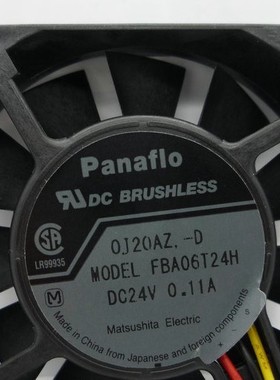 Panaflo
DC BRUSHLESS
0J20AZ.-D
LR99935
MODEL FBA06T24H
DC24V 0.11A
Matsushita Electric
Made in China from Japanese and foreign components